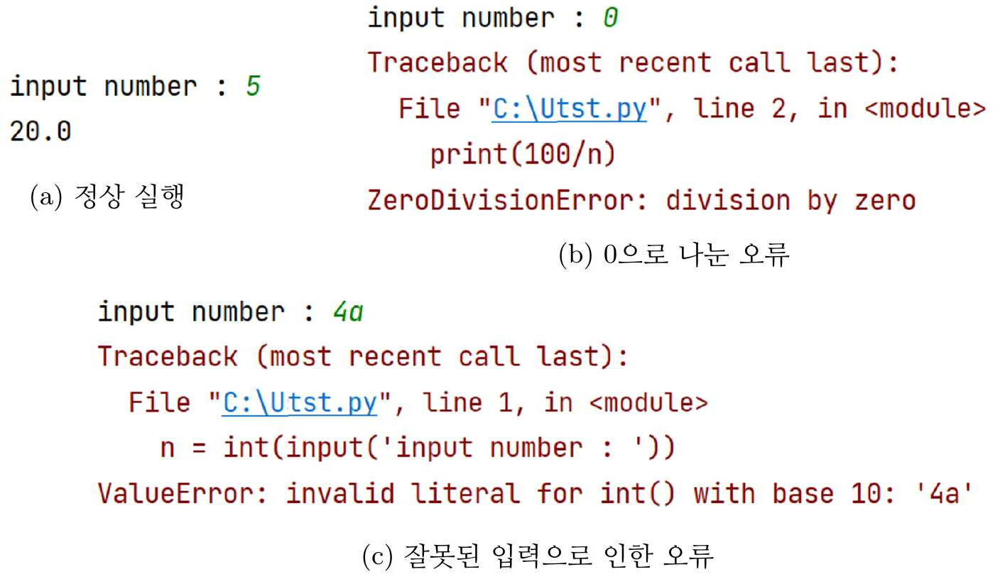 input number : 5
20.0
(a) 정상 실행
input number : 0
Traceback (most recent call last):
File "C:\Utst.py", line 2, in <module>
print(100/n)
ZeroDivisionError: division by zero
(b) 0으로 나눈 오류
input number : 4a
Traceback (most recent call last):
File "C:\Utst.py", line 1, in <module>
n = int(input('input number : '))
ValueError: invalid literal for int() with base 10: '4a'
(c) 잘못된 입력으로 인한 오류